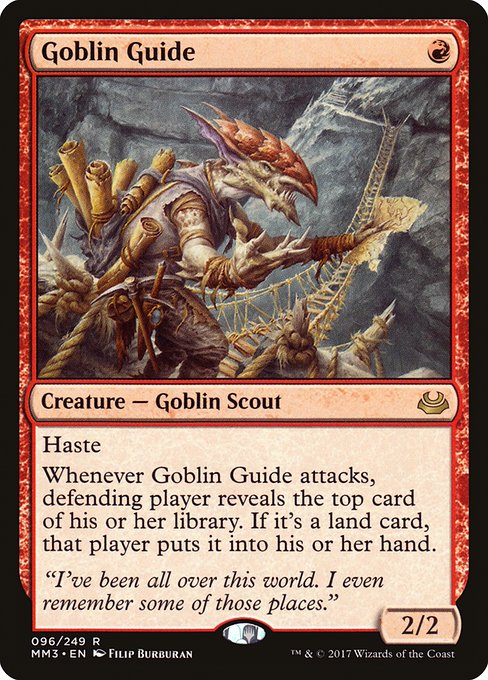 Goblin Guide
Creature — Goblin Scout
Haste
Whenever Goblin Guide attacks,
defending player reveals the top card
of his or her library. If it's a land card,
that player puts it into his or her hand.
"I've been all over this world. I even
remember some of those places."
2/2
096/249 R
MM3 • EN Filip Burburan
™ & © 2017 Wizards of the Coast